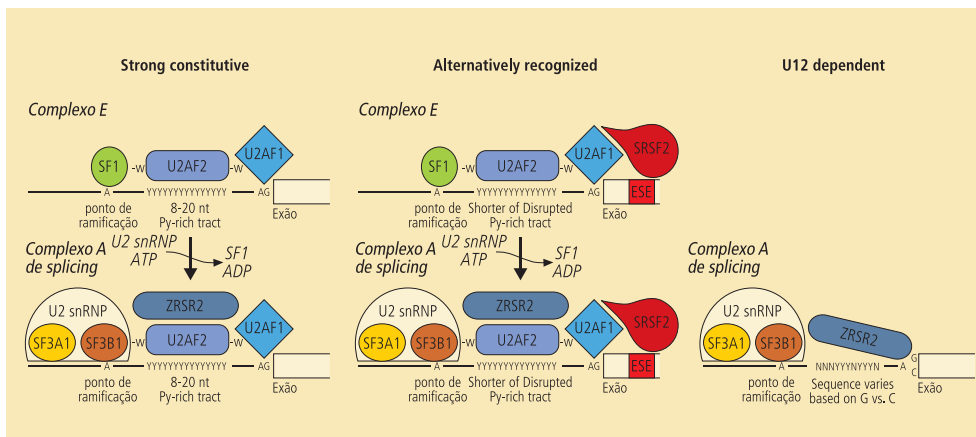 Strong constitutive
Alternatively recognized
U12 dependent
Complexo E
SF1
-w
U2AF2
-w
U2AF1
A
YYYYYYYYYYYYYYY
AG
ponto de
ramificação
8-20 nt
Py-rich tract
Exão
Complexo E
SF1
-w
U2AF2
-w
U2AF1
SRSF2
A
YYYYYYYYYYYYYYY
AG
ESE
ponto de
ramificação
Shorter of Disrupted
Py-rich tract
Exão
Complexo A
de splicing
U2 snRNP
ATP
SF1
ADP
U2 snRNP
SF3A1
SF3B1
ZRSR2
-w
U2AF2
-w
U2AF1
A
YYYYYYYYYYYYYYY
AG
ponto de
ramificação
8-20 nt
Py-rich tract
Exão
Complexo A
de splicing
U2 snRNP
ATP
SF1
ADP
U2 snRNP
SF3A1
SF3B1
ZRSR2
-w
U2AF2
-w
U2AF1
SRSF2
A
YYYYYYYYYYYYYYY
AG
ESE
ponto de
ramificação
Shorter of Disrupted
Py-rich tract
Exão
Complexo A
de splicing
U2 snRNP
SF3A1
SF3B1
ZRSR2
A
NNNYYYNYYYN
A
G
C
ponto de
ramificação
Sequence varies
based on G vs. C
Exão